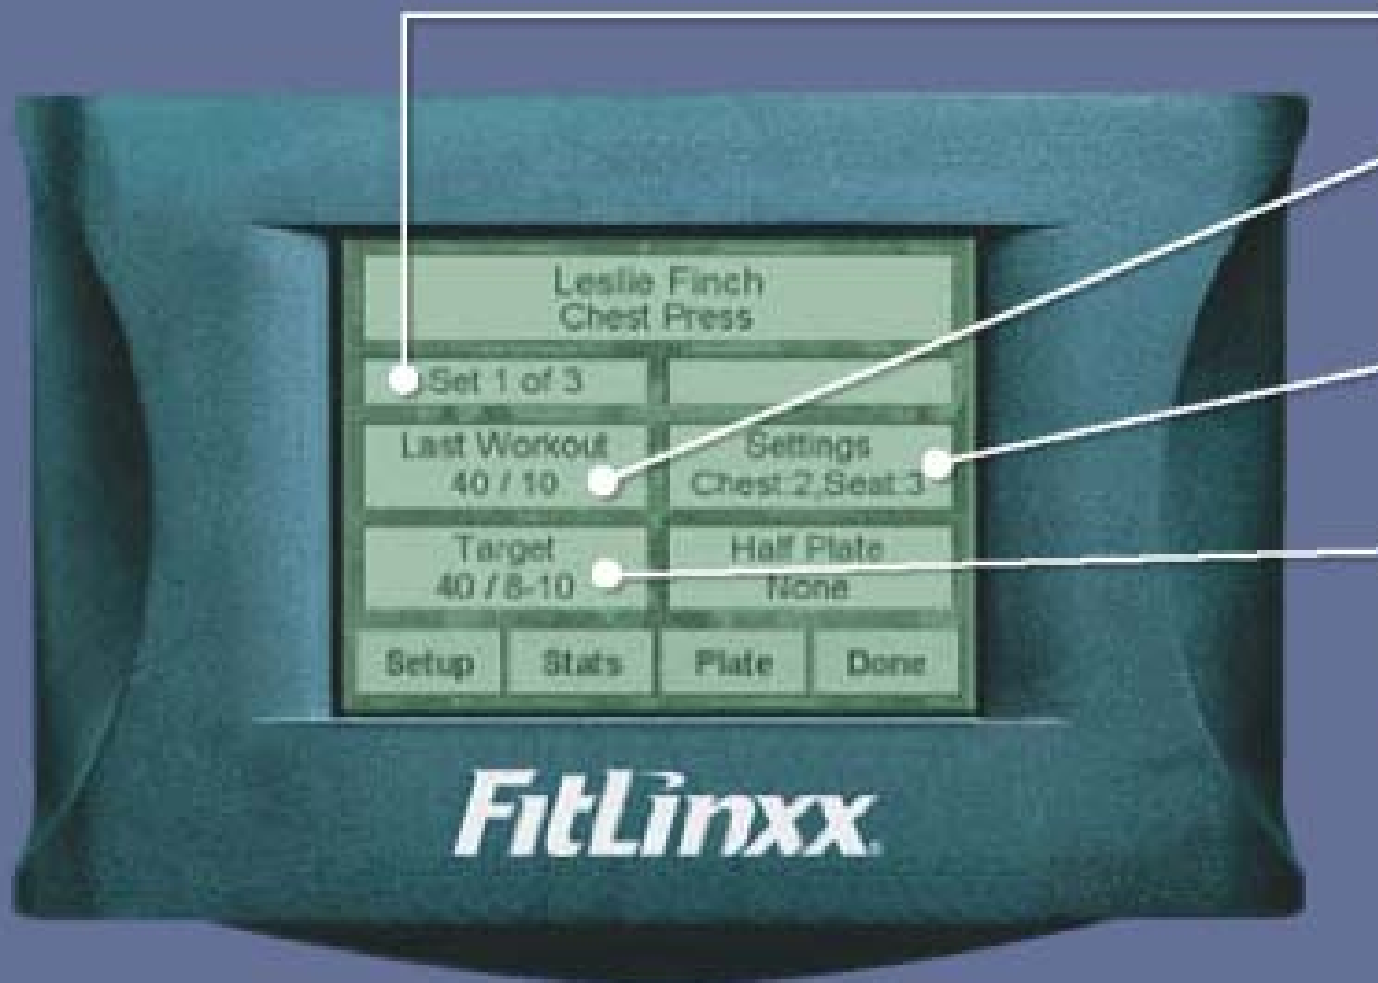 Leslie Finch
Chest Press
Set 1 of 3
Last Workout
40 / 10
Settings
Chest:2,Seat:3
Target
40 / 8-10
Half Plate
None
Setup Stats Plate Done
FitLinxx